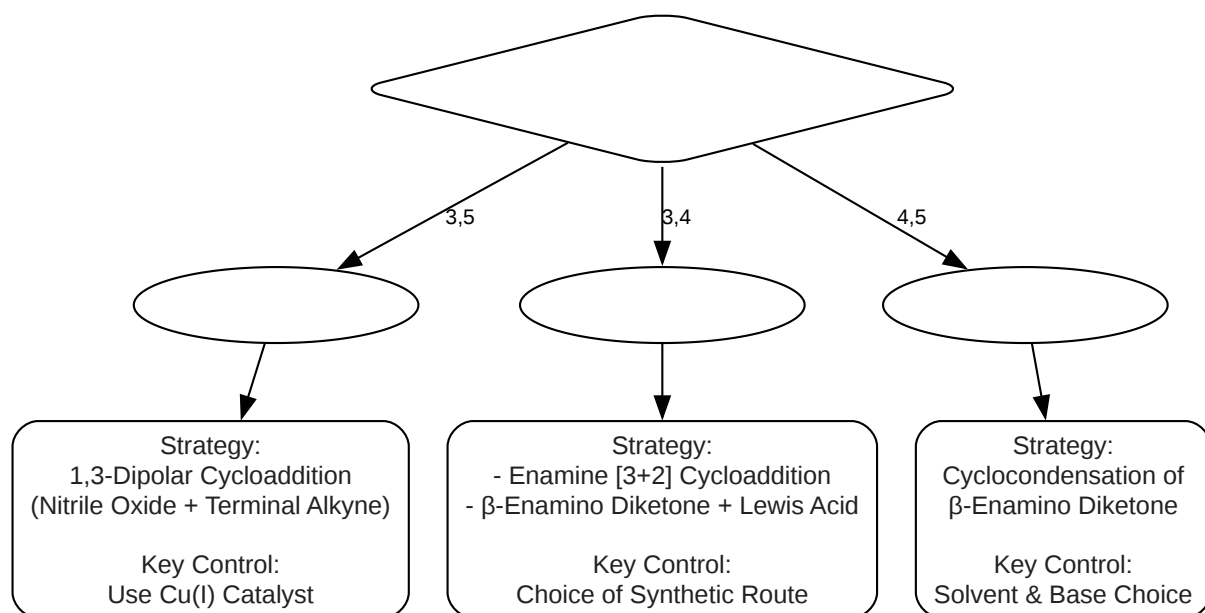 3,5
3,4
4,5
Strategy:
1,3-Dipolar Cycloaddition
(Nitrile Oxide + Terminal Alkyne)
Key Control:
Use Cu(I) Catalyst
Strategy:
- Enamine [3+2] Cycloaddition
- β-Enamino Diketone + Lewis Acid
Key Control:
Choice of Synthetic Route
Strategy:
Cyclocondensation of
β-Enamino Diketone
Key Control:
Solvent & Base Choice